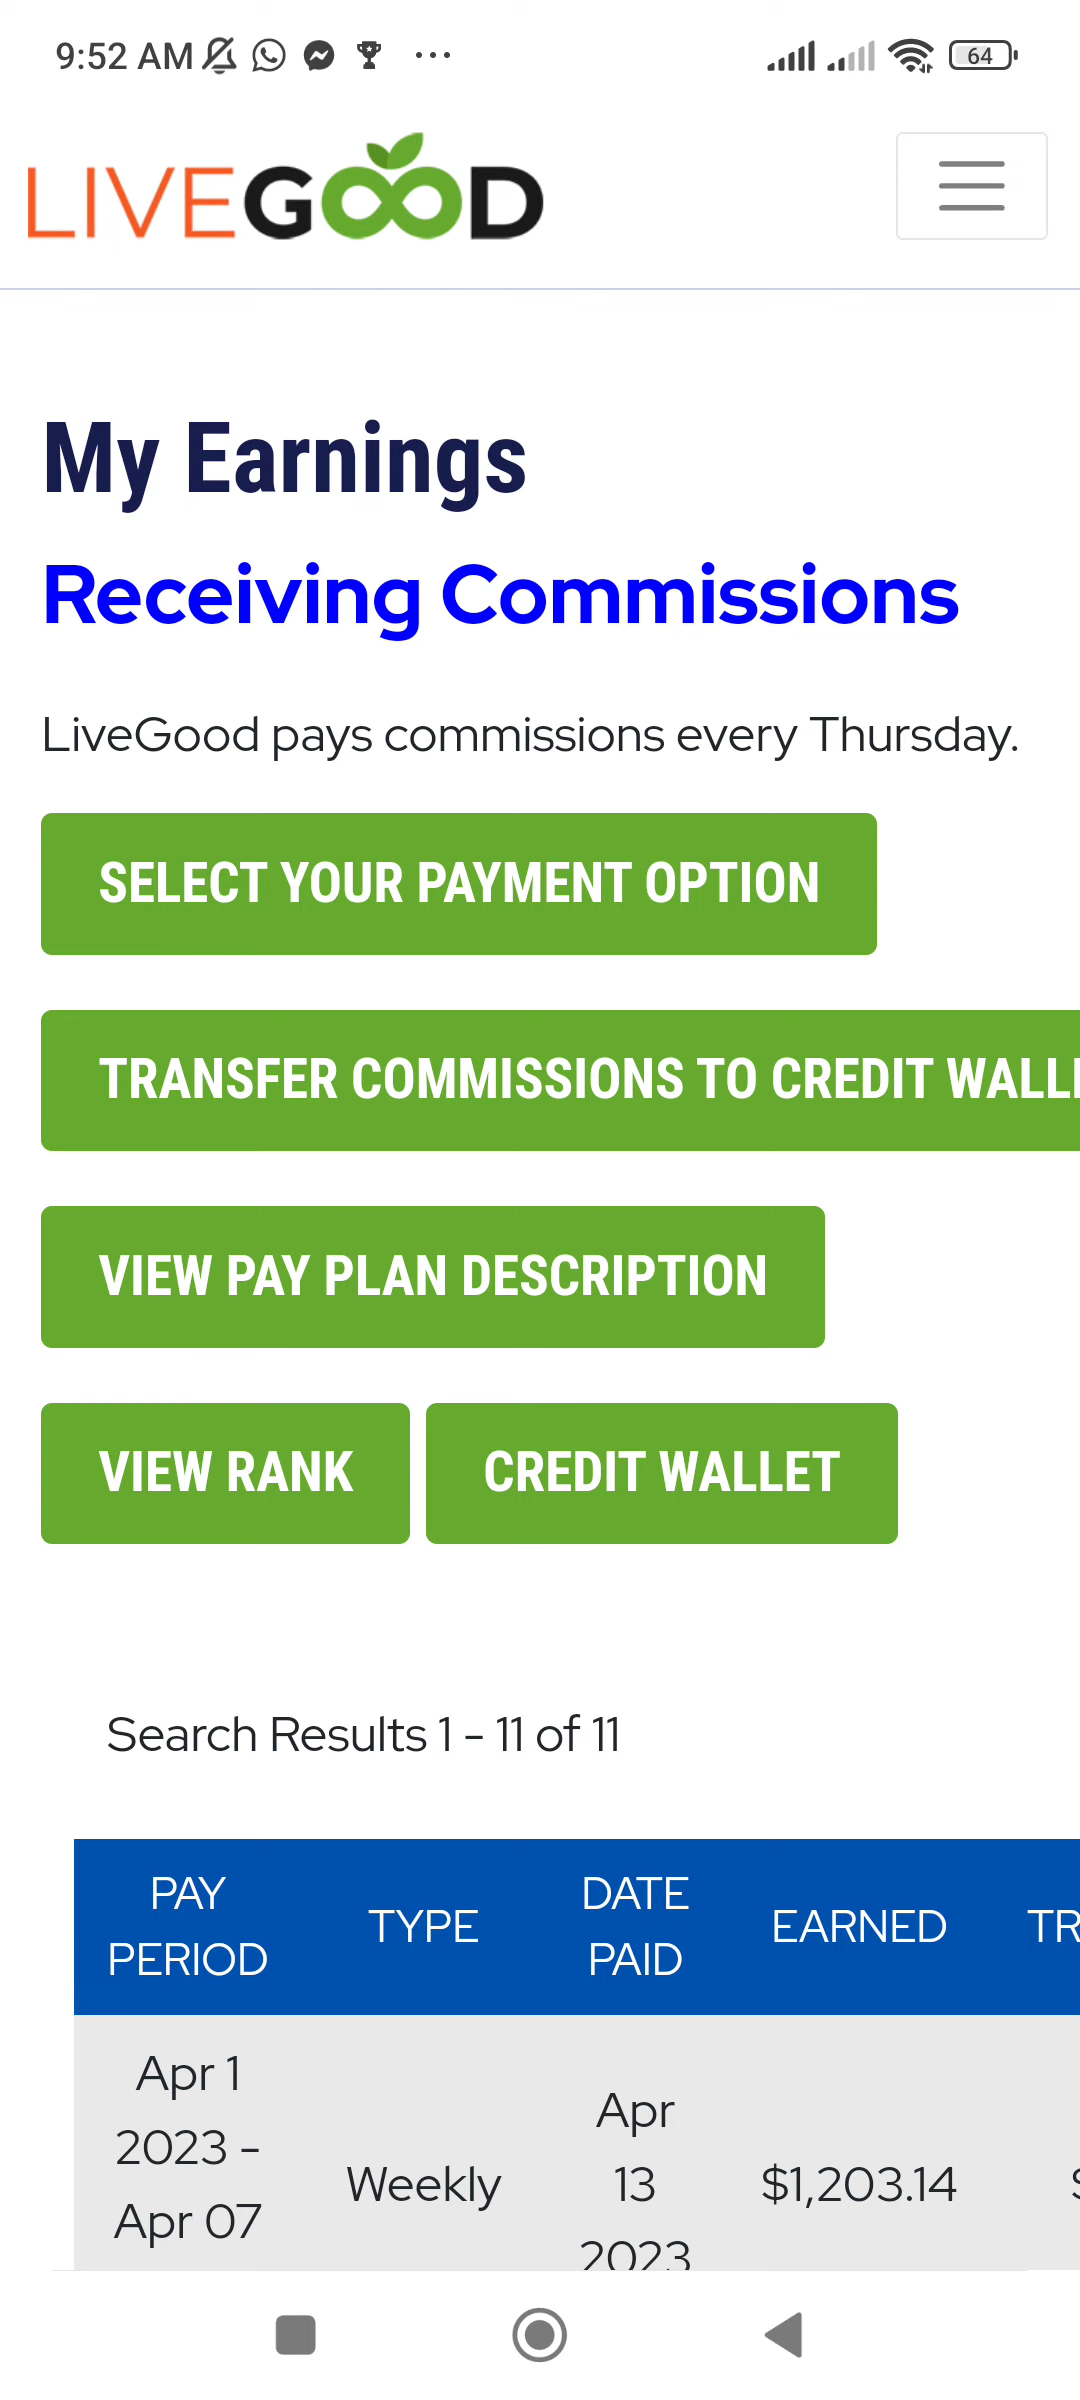 9:52 AM
64
LIVEGOOD
My Earnings
Receiving Commissions
LiveGood pays commissions every Thursday.
SELECT YOUR PAYMENT OPTION
TRANSFER COMMISSIONS TO CREDIT
VIEW PAY PLAN DESCRIPTION
VIEW RANK CREDIT WALLET
Search Results 1 - 11 of 11
PAY PERIOD
TYPE
DATE PAID
EARNED
Apr 1 2023 - Apr 07
Weekly
Apr 13 2023
$1,203.14